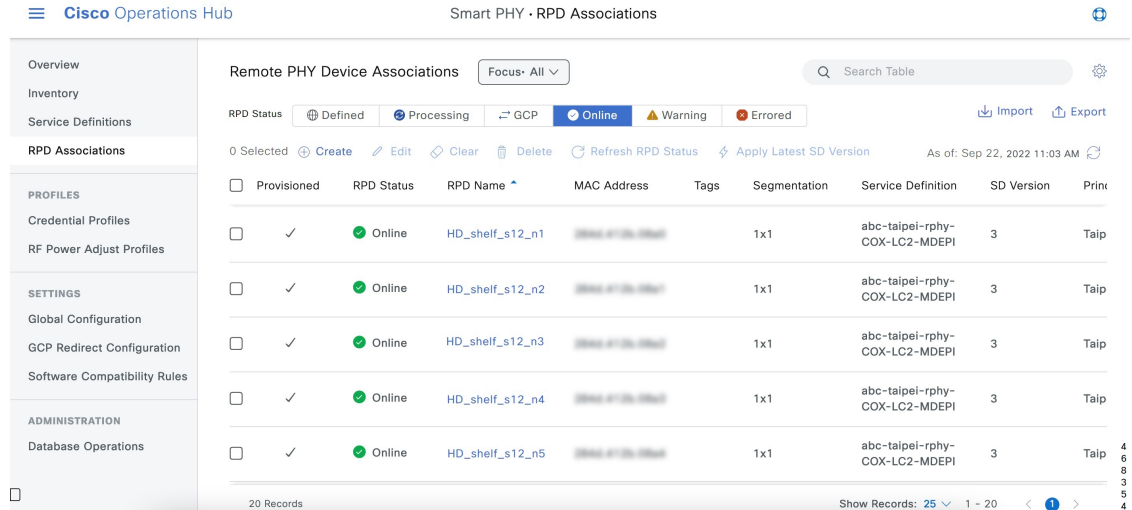 Cisco Operations Hub
Smart PHY · RPD Associations
Overview
Inventory
Service Definitions
RPD Associations
PROFILES
Credential Profiles
RF Power Adjust Profiles
SETTINGS
Global Configuration
GCP Redirect Configuration
Software Compatibility Rules
ADMINISTRATION
Database Operations
Remote PHY Device Associations Focus· All
Search Table
RPD Status Defined Processing GCP Online Warning Errored Import Export
0 Selected Create Edit Clear Delete Refresh RPD Status Apply Latest SD Version As of: Sep 22, 2022 11:03 AM
Provisioned RPD Status RPD Name MAC Address Tags Segmentation Service Definition SD Version Princ
Online HD_shelf_s12_n1 1x1 abc-taipei-rphy-
COX-LC2-MDEPI 3 Taip
Online HD_shelf_s12_n2 1x1 abc-taipei-rphy-
COX-LC2-MDEPI 3 Taip
Online HD_shelf_s12_n3 1x1 abc-taipei-rphy-
COX-LC2-MDEPI 3 Taip
Online HD_shelf_s12_n4 1x1 abc-taipei-rphy-
COX-LC2-MDEPI 3 Taip
Online HD_shelf_s12_n5 1x1 abc-taipei-rphy-
COX-LC2-MDEPI 3 Taip
20 Records Show Records: 25 1 - 20 1
468354